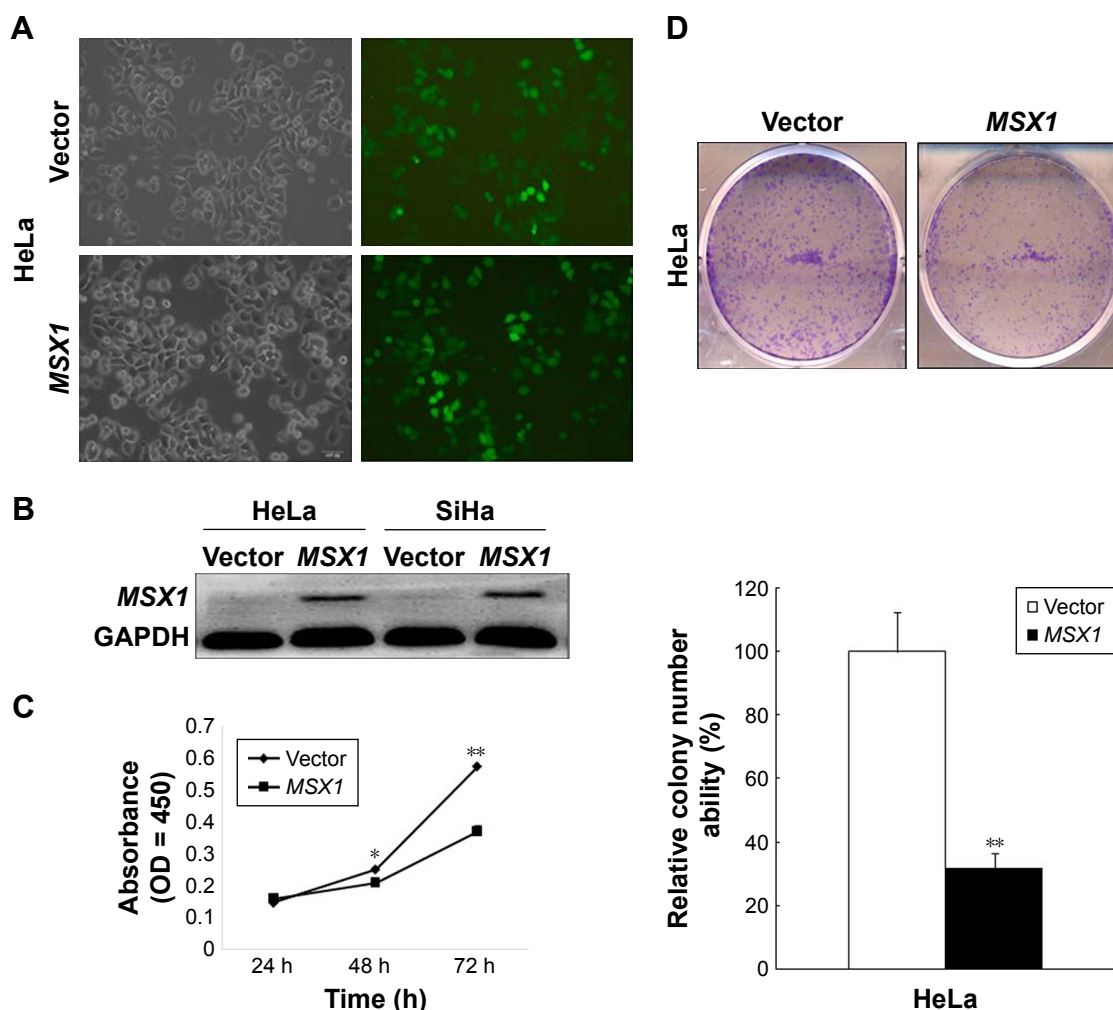 A
Vector
HeLa
MSX1
B
HeLa SiHa
Vector MSX1 Vector MSX1
MSX1
GAPDH
C
0.7
0.6
0.5
0.4
0.3
0.2
0.1
0
Absorbance
(OD = 450)
Vector
MSX1
*
**
24 h 48 h 72 h
Time (h)
D
Vector MSX1
HeLa
120
100
80
60
40
20
0
Relative colony number
ability (%)
Vector
MSX1
**
HeLa